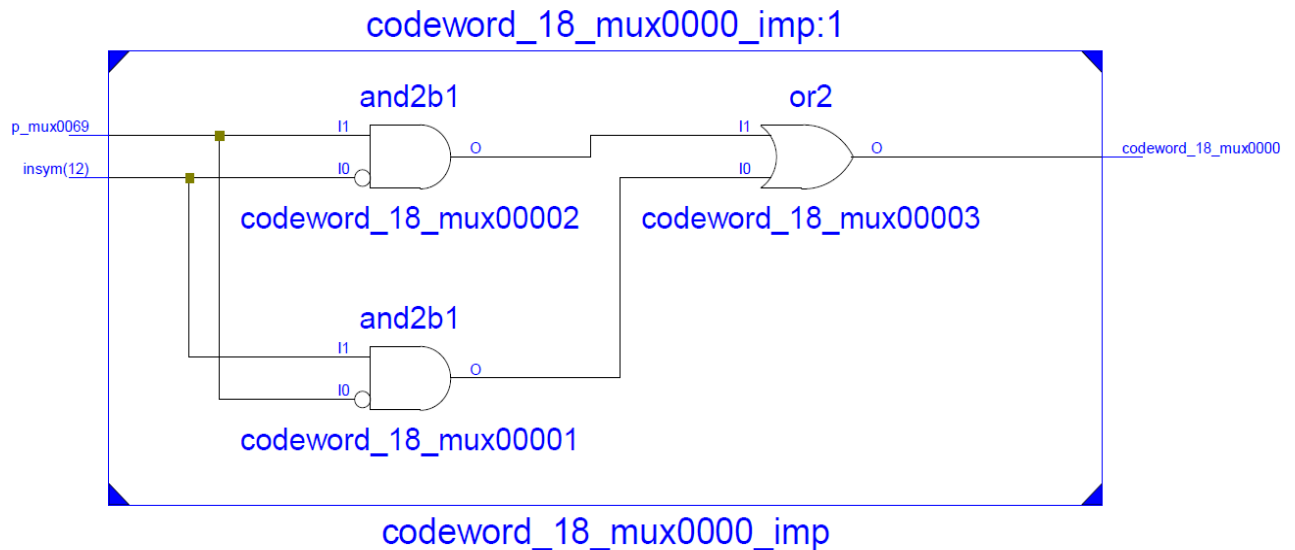 codeword_18_mux0000_imp:1
and2b1
or2
p_mux0069
I1
O
I1
O
codeword_18_mux0000
insym(12)
I0
I0
codeword_18_mux00002
codeword_18_mux00003
and2b1
I1
O
I0
codeword_18_mux00001
codeword_18_mux0000_imp